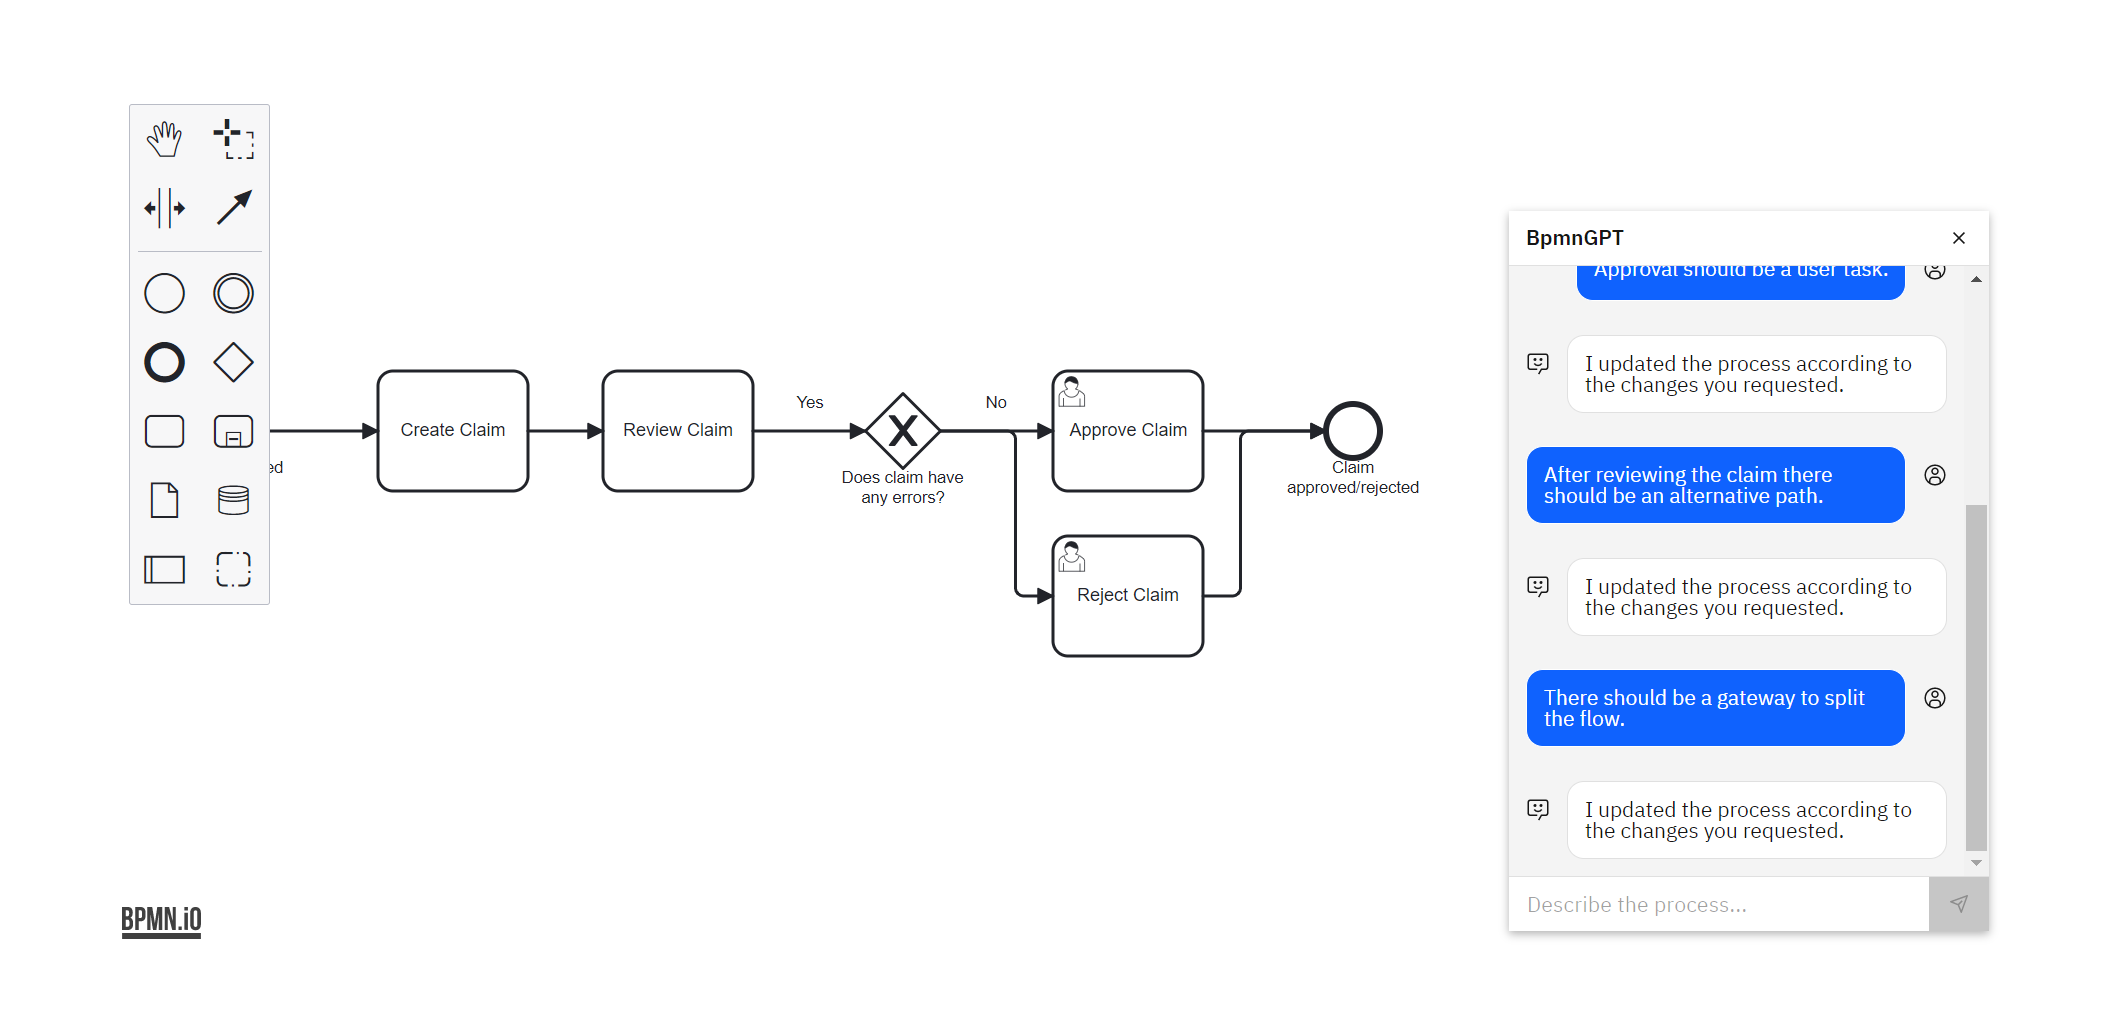 ed
Create Claim
Review Claim
Yes
Does claim have
any errors?
No
Approve Claim
Reject Claim
Claim
approved/rejected
BPMN.iO
BpmnGPT
Approval should be a user task.
I updated the process according to
the changes you requested.
After reviewing the claim there
should be an alternative path.
I updated the process according to
the changes you requested.
There should be a gateway to split
the flow.
I updated the process according to
the changes you requested.
Describe the process...